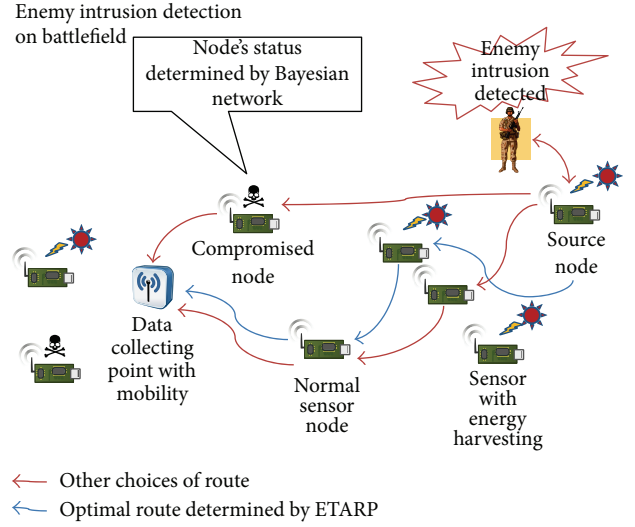 Enemy intrusion detection
on battlefield
Node's status
determined by Bayesian
network
Enemy
intrusion
detected
Compromised
node
Source
node
Data
collecting
point with
mobility
Normal
sensor
node
Sensor
with
energy
harvesting
Other choices of route
Optimal route determined by ETARP